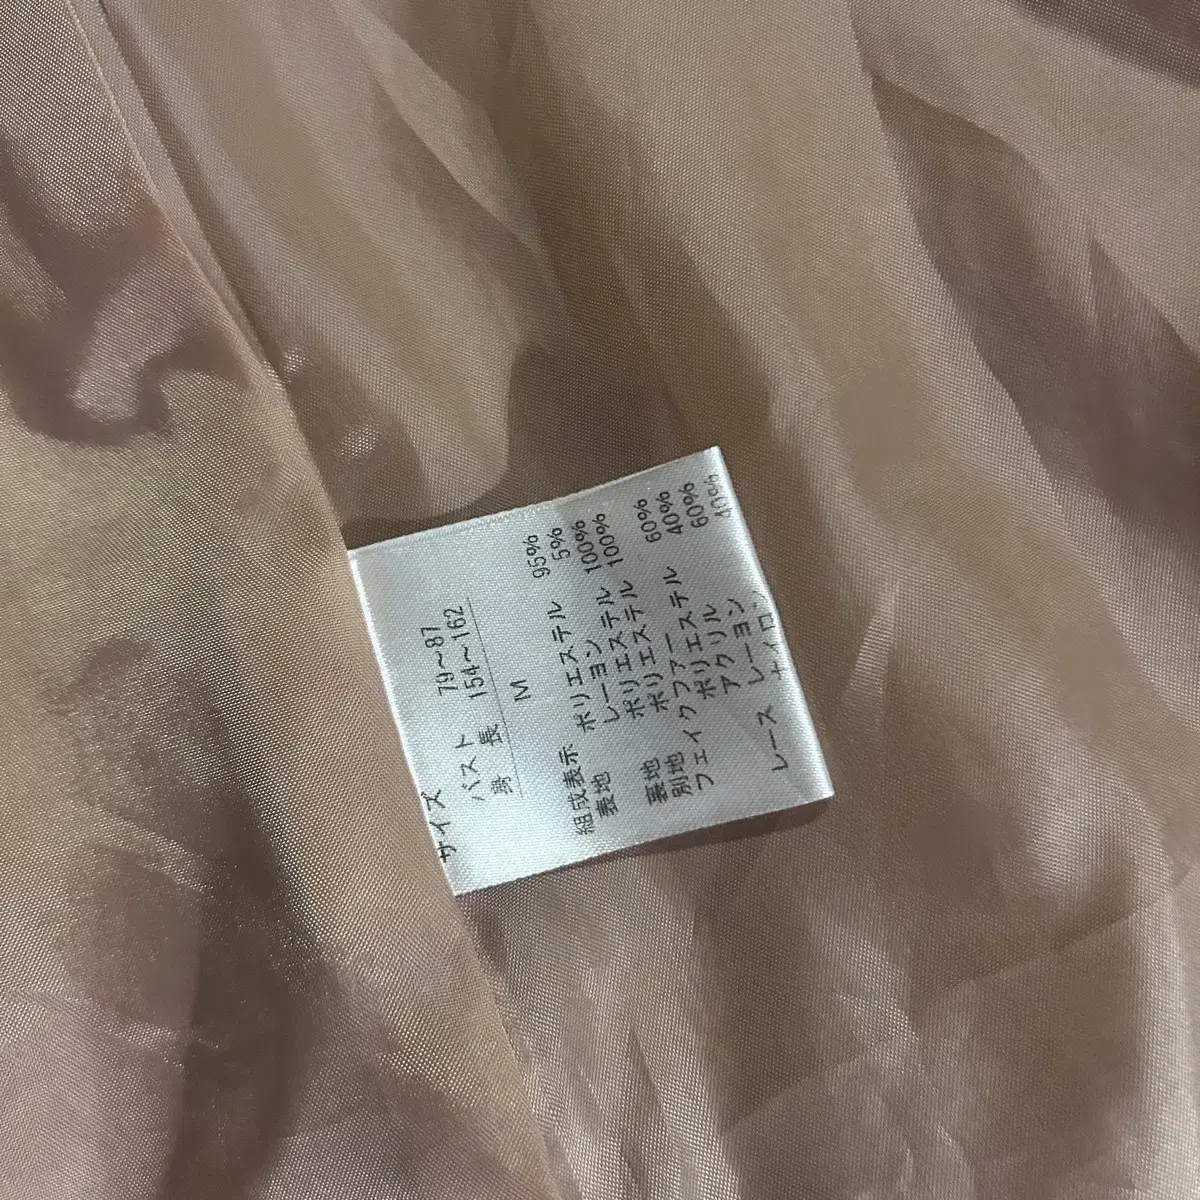 サイズ
バスト 79～87
身長 154～162
M
組成表示
表地 ポリエステル 95%
レーヨン 5%
裏地 ポリエステル 100%
別地 ポリエステル 100%
フェイクファー
ポリエステル 60%
アクリル 40%
レース レーヨン 60%
ナイロン 40%